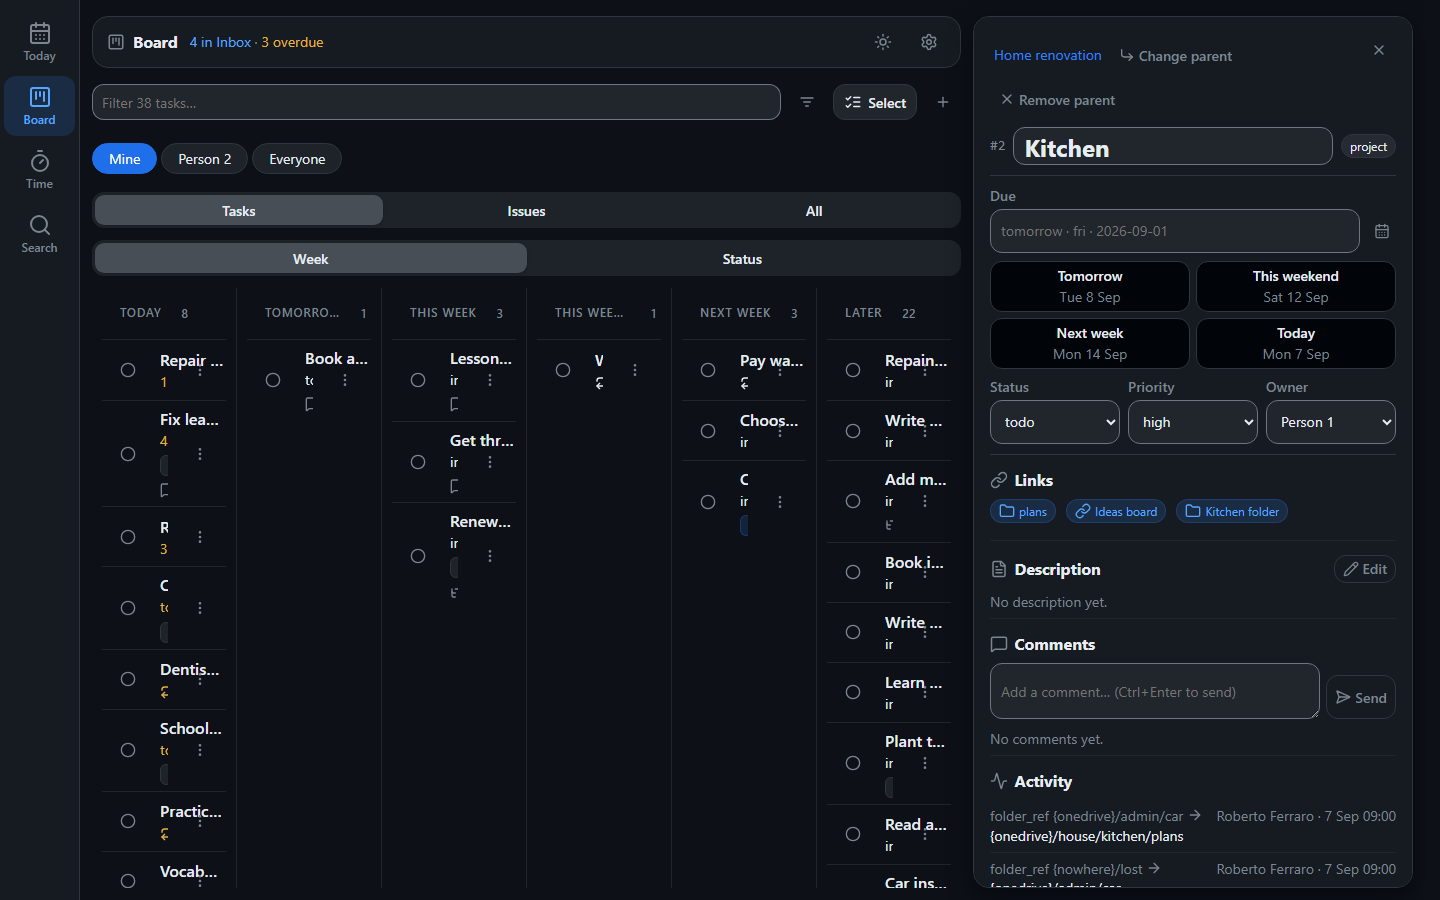 Today
Board
Time
Search
Board 4 in Inbox · 3 overdue
Filter 38 tasks...
Select
Mine
Person 2
Everyone
Tasks
Issues
All
Week
Status
TODAY 8
Repair ...
1
Fix lea...
4
R
3
C
Dentis...
School...
Practic...
Vocab...
TOMORRO... 1
Book a...
THIS WEEK 3
Lesson...
Get thr...
Renew...
THIS WEE... 1
NEXT WEEK 3
Pay wa...
Choos...
C
LATER 22
Repain...
Write ...
Add m...
Book i...
Write ...
Learn ...
Plant t...
Read a...
Car ins...
Home renovation
Change parent
Remove parent
#2 Kitchen project
Due
tomorrow · fri · 2026-09-01
Tomorrow
Tue 8 Sep
This weekend
Sat 12 Sep
Next week
Mon 14 Sep
Today
Mon 7 Sep
Status
Priority
Owner
todo
high
Person 1
Links
plans
Ideas board
Kitchen folder
Description
Edit
No description yet.
Comments
Add a comment... (Ctrl+Enter to send)
Send
No comments yet.
Activity
folder_ref {onedrive}/admin/car → Roberto Ferraro · 7 Sep 09:00
{onedrive}/house/kitchen/plans
folder_ref {nowhere}/lost → Roberto Ferraro · 7 Sep 09:00
{onedrive}/admin/car